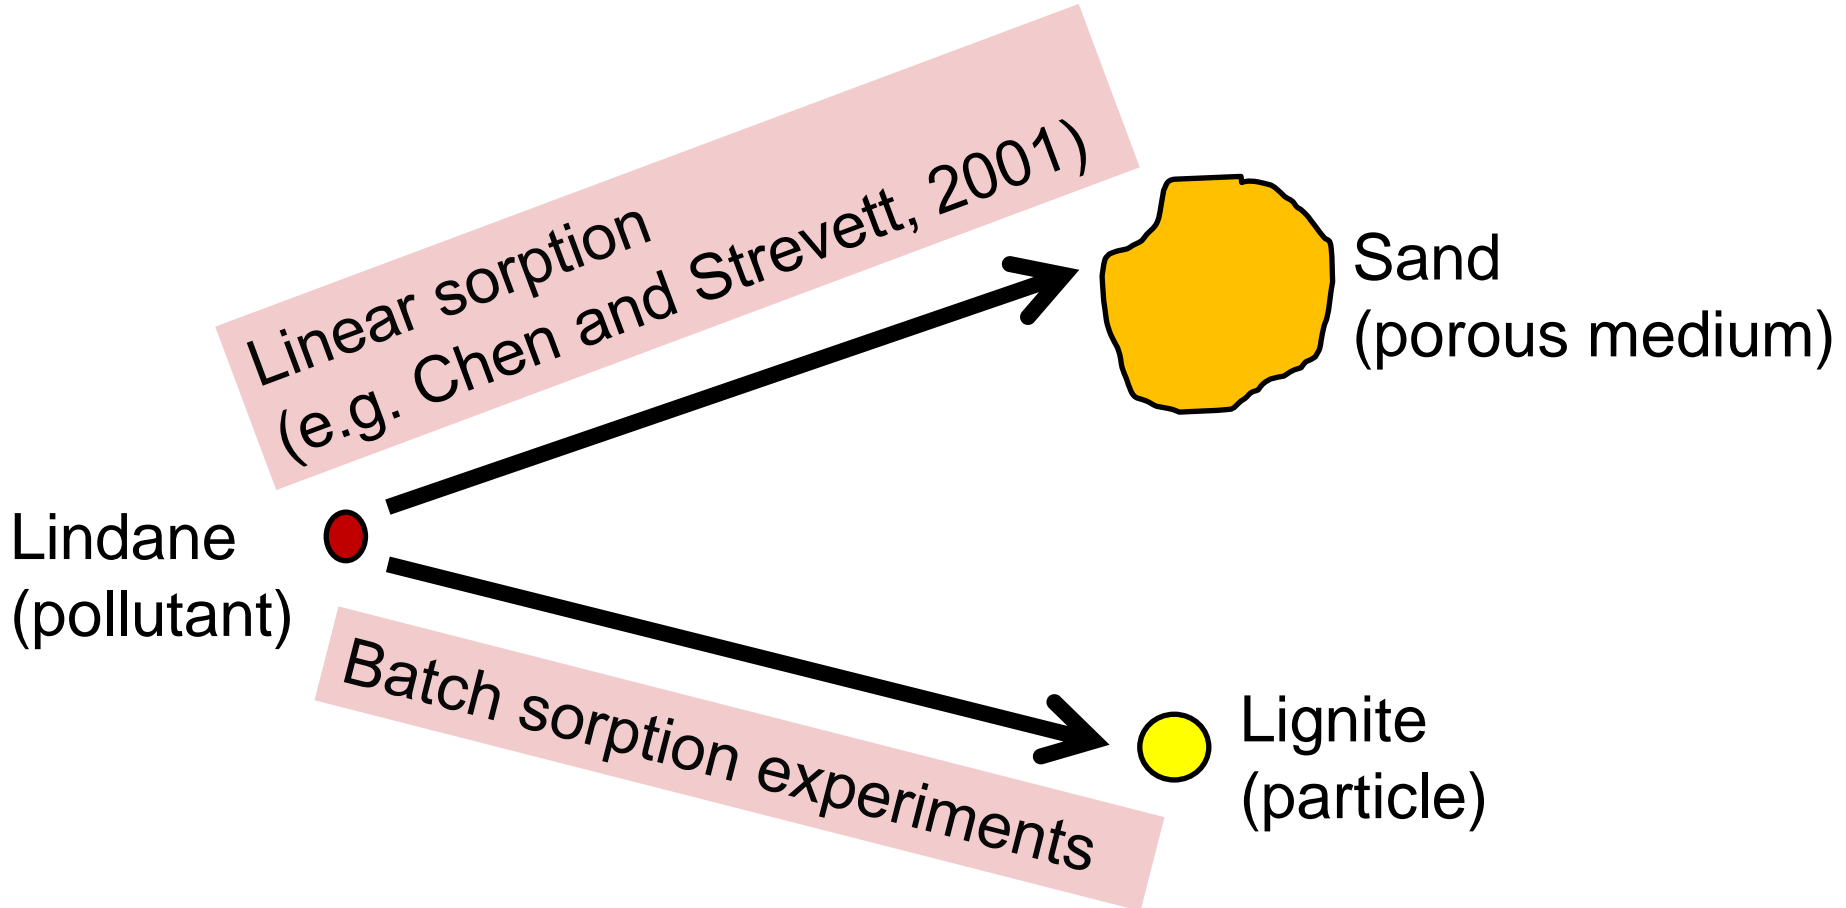 Linear sorption
(e.g. Chen and Strevett, 2001)
Sand
(porous medium)
Lindane
(pollutant)
Batch sorption experiments
Lignite
(particle)